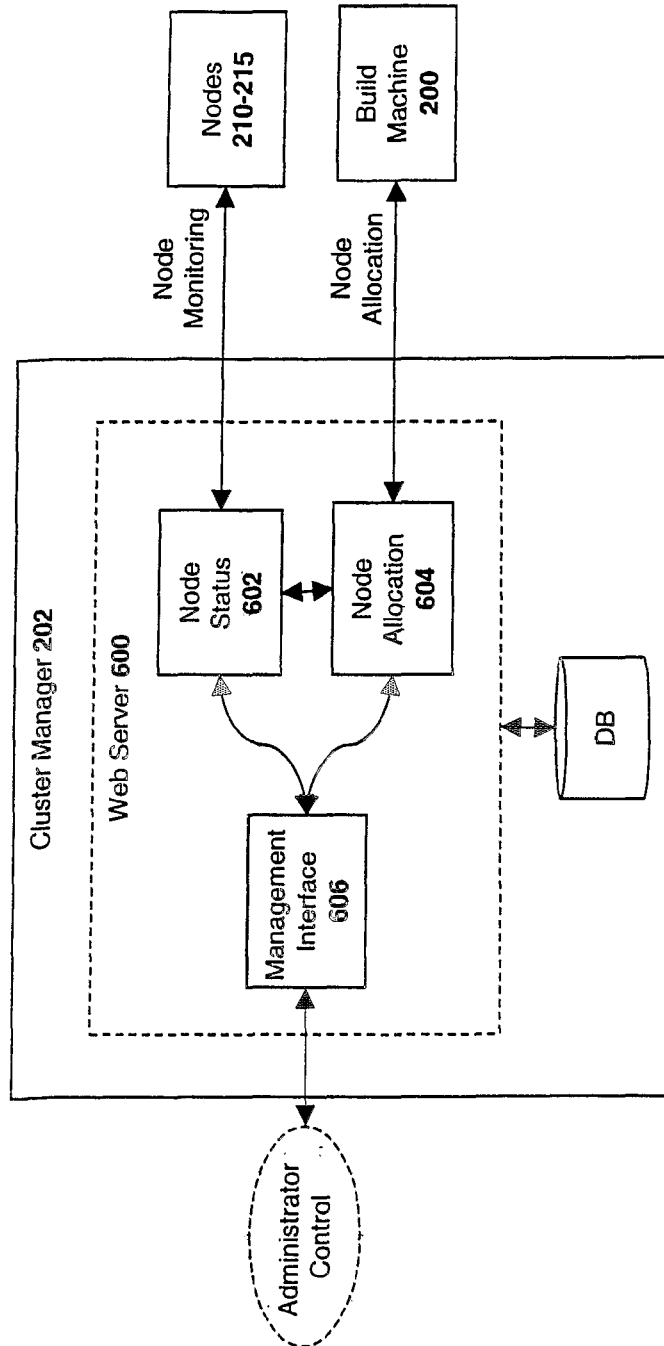 Cluster Manager 202
Web Server 600
Administrator
Control
Management
Interface
606
Node
Status
602
Node
Allocation
604
DB
Node
Monitoring
Nodes
210-215
Node
Allocation
Build
Machine
200